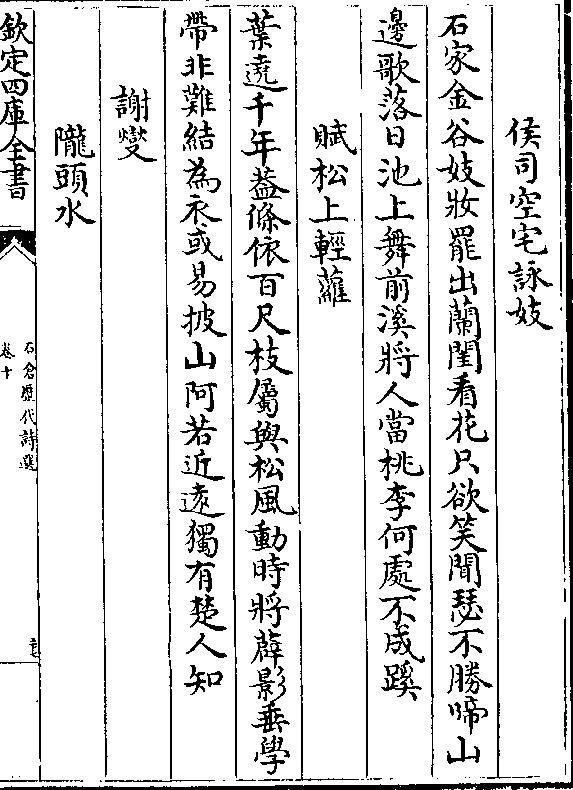 侯司空宅詠妓
石家金谷妓妝罷出蘭閨看花只欲笑聞瑟不勝啼山
邊歌落日池上舞前溪將人當桃李何處不成蹊
賦松上輕蘿
葉遶千年葢條依百尺枝屬與松風動時將薜影垂學
帶非難結為衣或易披山阿若近遠獨有楚人知
謝燮
隴頭水
欽定四庫全書
石倉歷代詩選
卷十